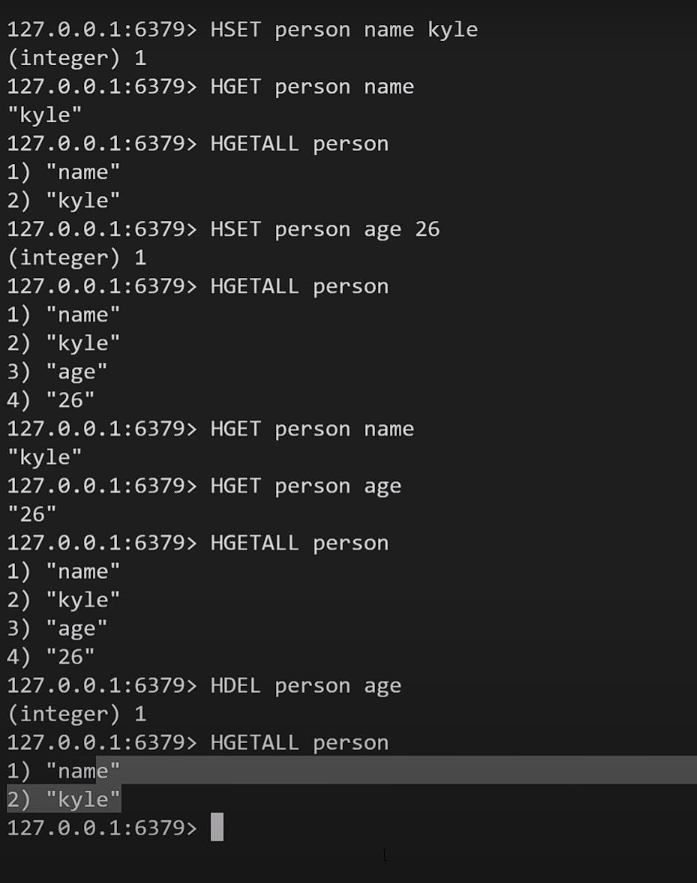 127.0.0.1:6379> HSET person name kyle
(integer) 1
127.0.0.1:6379> HGET person name
"kyle"
127.0.0.1:6379> HGETALL person
1) "name"
2) "kyle"
127.0.0.1:6379> HSET person age 26
(integer) 1
127.0.0.1:6379> HGETALL person
1) "name"
2) "kyle"
3) "age"
4) "26"
127.0.0.1:6379> HGET person name
"kyle"
127.0.0.1:6379> HGET person age
"26"
127.0.0.1:6379> HGETALL person
1) "name"
2) "kyle"
3) "age"
4) "26"
127.0.0.1:6379> HDEL person age
(integer) 1
127.0.0.1:6379> HGETALL person
1) "name"
2) "kyle"
127.0.0.1:6379>